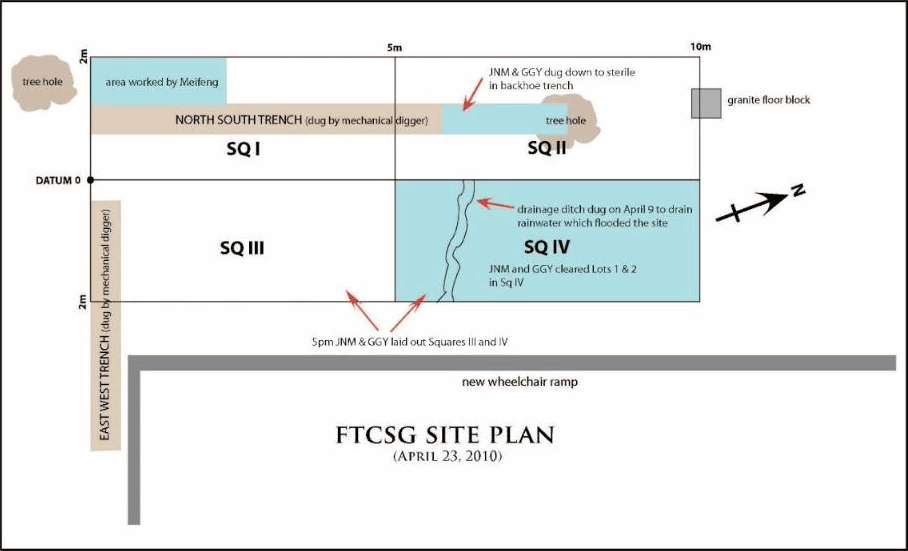 2m
5m
10m
tree hole
area worked by Meifeng
JNM & GGY dug down to sterile
in backhoe trench
granite floor block
NORTH SOUTH TRENCH (dug by mechanical digger)
tree hole
SQ I
SQ II
DATUM 0
N
drainage ditch dug on April 9 to drain
rainwater which flooded the site
SQ III
SQ IV
JNM and GGY cleared Lots 1 & 2
in Sq IV
2m
EAST WEST TRENCH (dug by mechanical digger)
5pm JNM & GGY laid out Squares III and IV
new wheelchair ramp
FTCSG SITE PLAN
(APRIL 23, 2010)